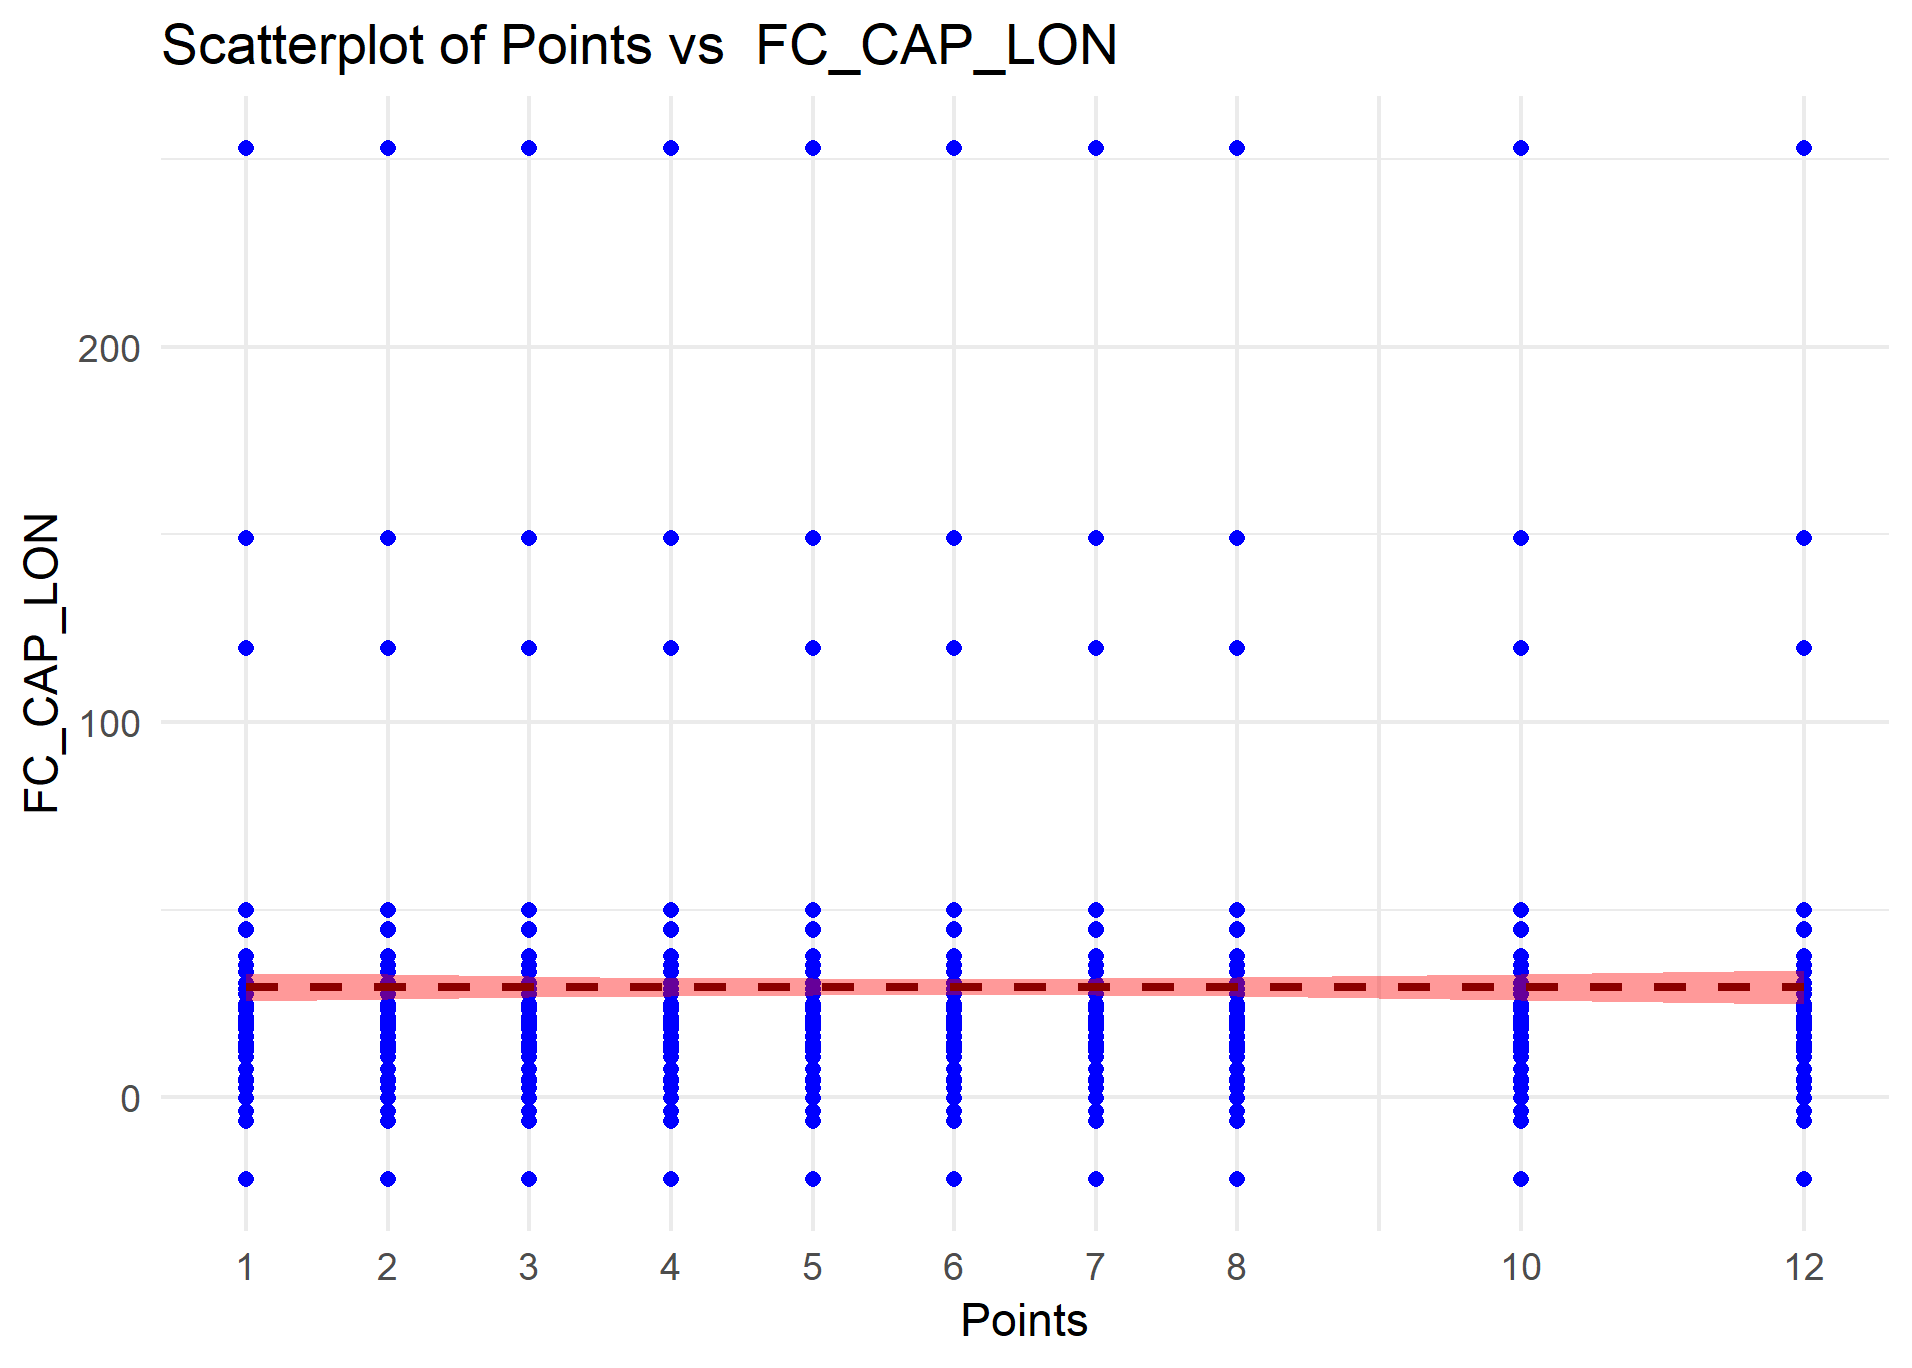 Scatterplot of Points vs  FC_CAP_LON
FC_CAP_LON
200
100
0
1 2 3 4 5 6 7 8 10 12
Points